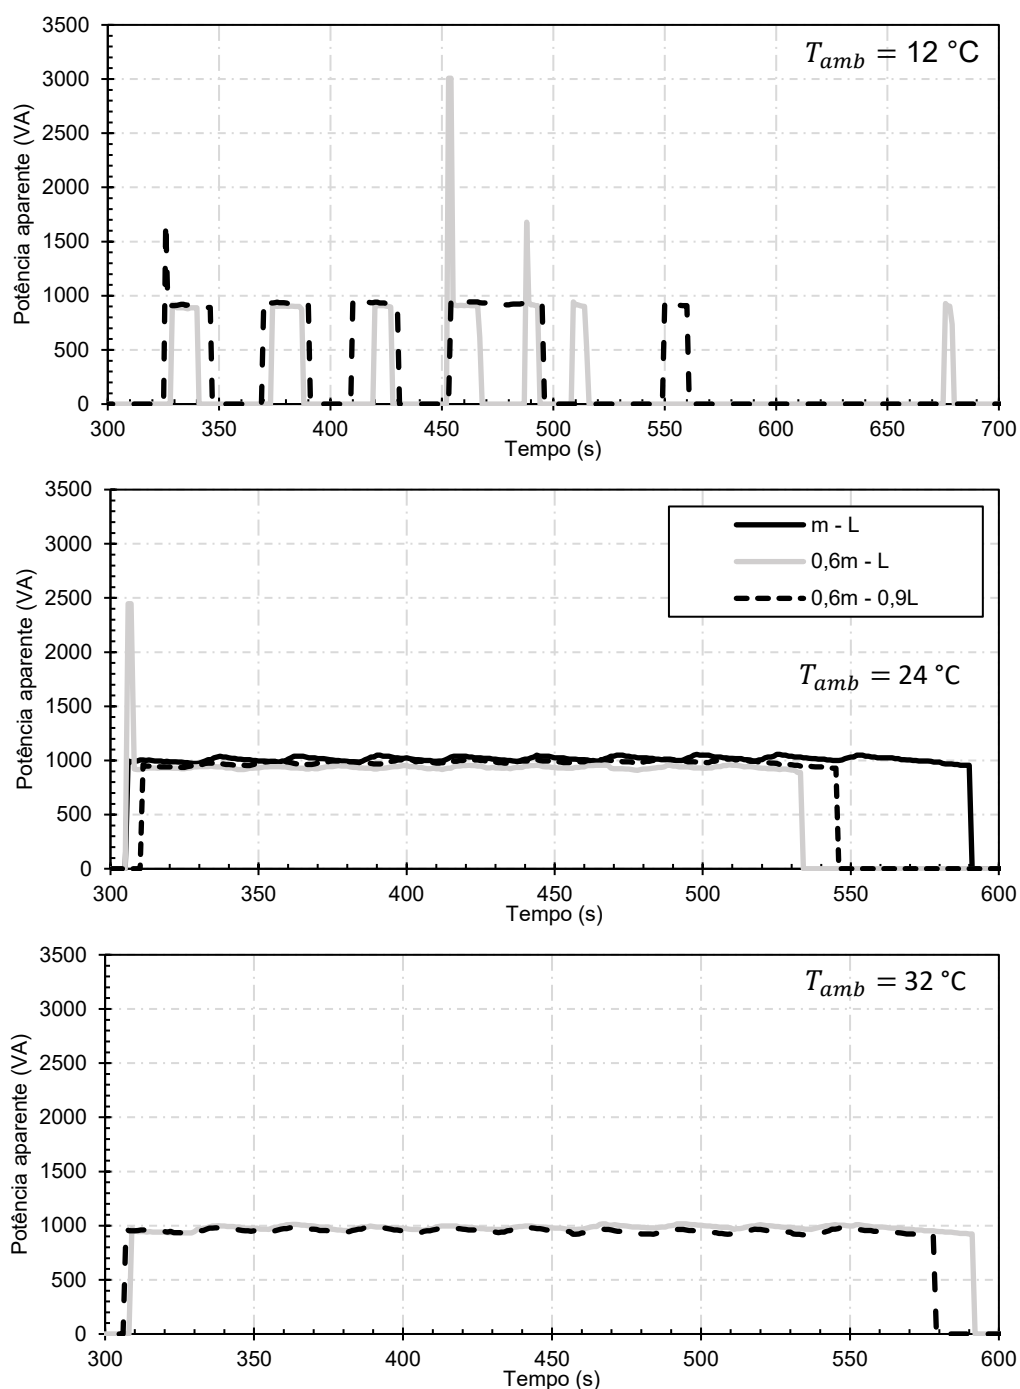 T_amb = 12 °C
Potência aparente (VA)
3500
3000
2500
2000
1500
1000
500
0
300 350 400 450 500 550 600 650 700
Tempo (s)
m - L
0,6m - L
0,6m - 0,9L
T_amb = 24 °C
Potência aparente (VA)
3500
3000
2500
2000
1500
1000
500
0
300 350 400 450 500 550 600
Tempo (s)
T_amb = 32 °C
Potência aparente (VA)
3500
3000
2500
2000
1500
1000
500
0
300 350 400 450 500 550 600
Tempo (s)